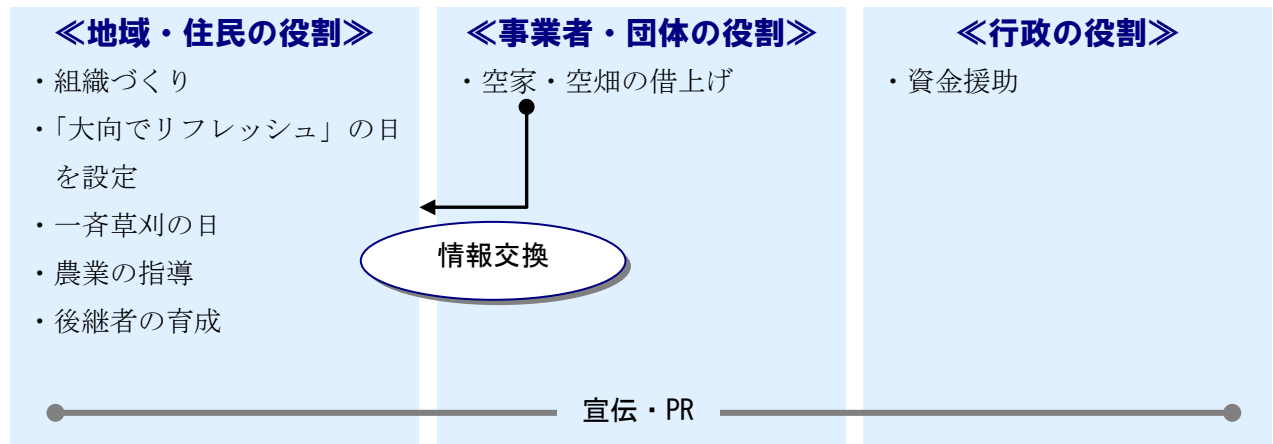 ≪地域・住民の役割≫
・組織づくり
・「大向でリフレッシュ」の日
を設定
・一斉草刈の日
・農業の指導
・後継者の育成
≪事業者・団体の役割≫
・空家・空畑の借上げ
情報交換
≪行政の役割≫
・資金援助
宣伝・PR